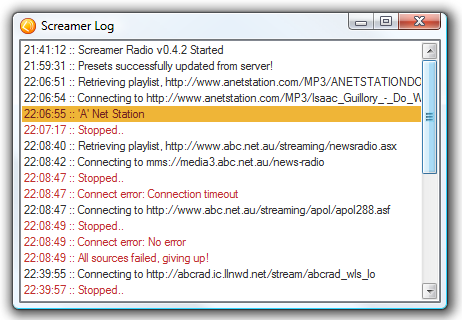 Screamer Log
21:41:12 :: Screamer Radio v0.4.2 Started
21:59:31 :: Presets successfully updated from server!
22:06:51 :: Retrieving playlist, http://www.anetstation.com/MP3/ANETSTATIONDO
22:06:54 :: Connecting to http://www.anetstation.com/MP3/Isaac_Guillory_-_Do_W
22:06:55 :: 'A' Net Station
22:07:17 :: Stopped..
22:08:40 :: Retrieving playlist, http://www.abc.net.au/streaming/newsradio.asx
22:08:42 :: Connecting to mms://media3.abc.net.au/news-radio
22:08:47 :: Stopped..
22:08:47 :: Connect error: Connection timeout
22:08:47 :: Connecting to http://www.abc.net.au/streaming/apol/apol288.asf
22:08:49 :: Stopped..
22:08:49 :: Connect error: No error
22:08:49 :: All sources failed, giving up!
22:39:55 :: Connecting to http://abcrad.ic.llnwd.net/stream/abcrad_wls_lo
22:39:57 :: Stopped..